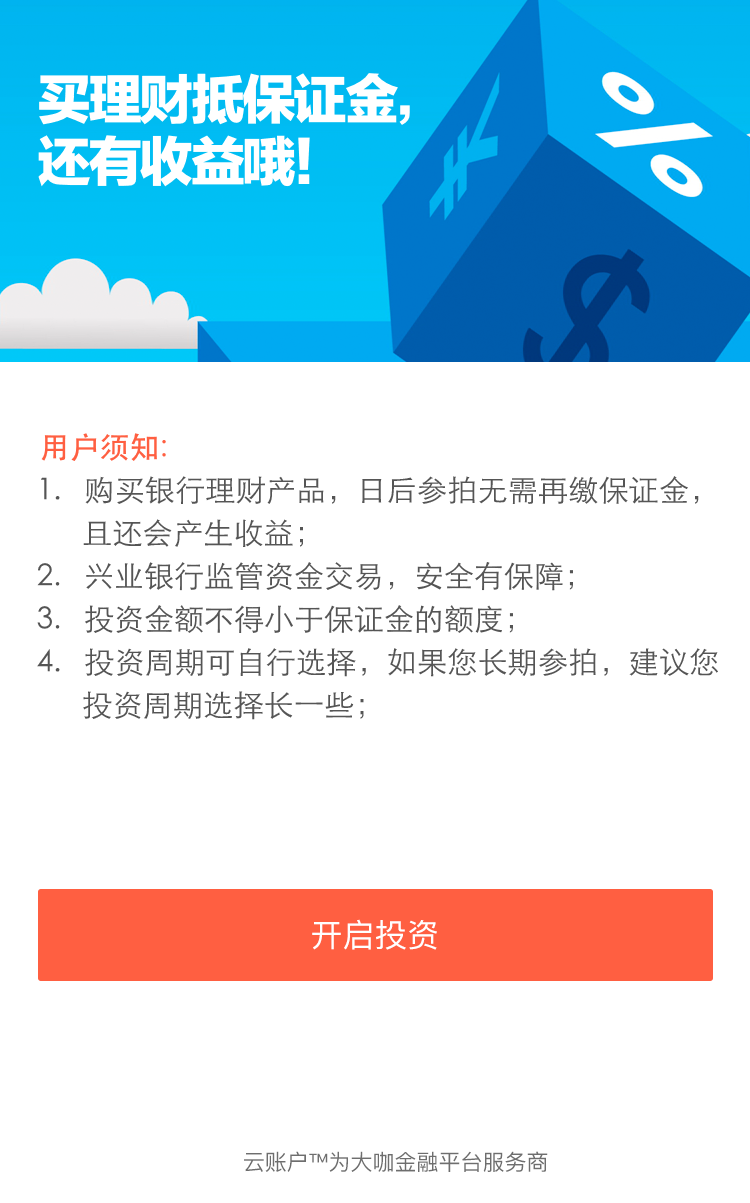 买理财抵保证金，
还有收益哦！
用户须知：
1. 购买银行理财产品，日后参拍无需再缴保证金，
且还会产生收益；
2. 兴业银行监管资金交易，安全有保障；
3. 投资金额不得小于保证金的额度；
4. 投资周期可自行选择，如果您长期参拍，建议您
投资周期选择长一些；
开启投资
云账户™为大咖金融平台服务商
¥
%
$